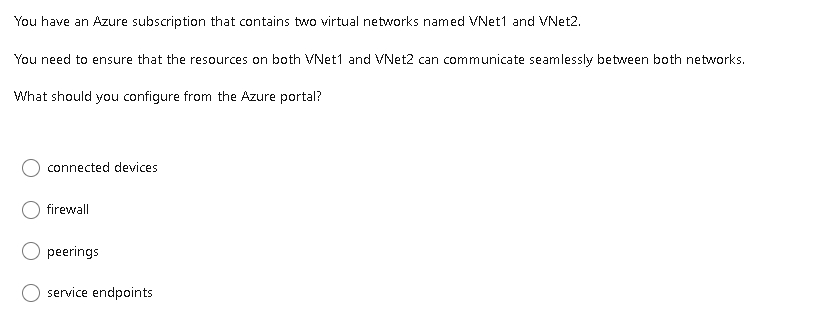 You have an Azure subscription that contains two virtual networks named VNet1 and VNet2.
You need to ensure that the resources on both VNet1 and VNet2 can communicate seamlessly between both networks.
What should you configure from the Azure portal?
connected devices
firewall
peerings
service endpoints